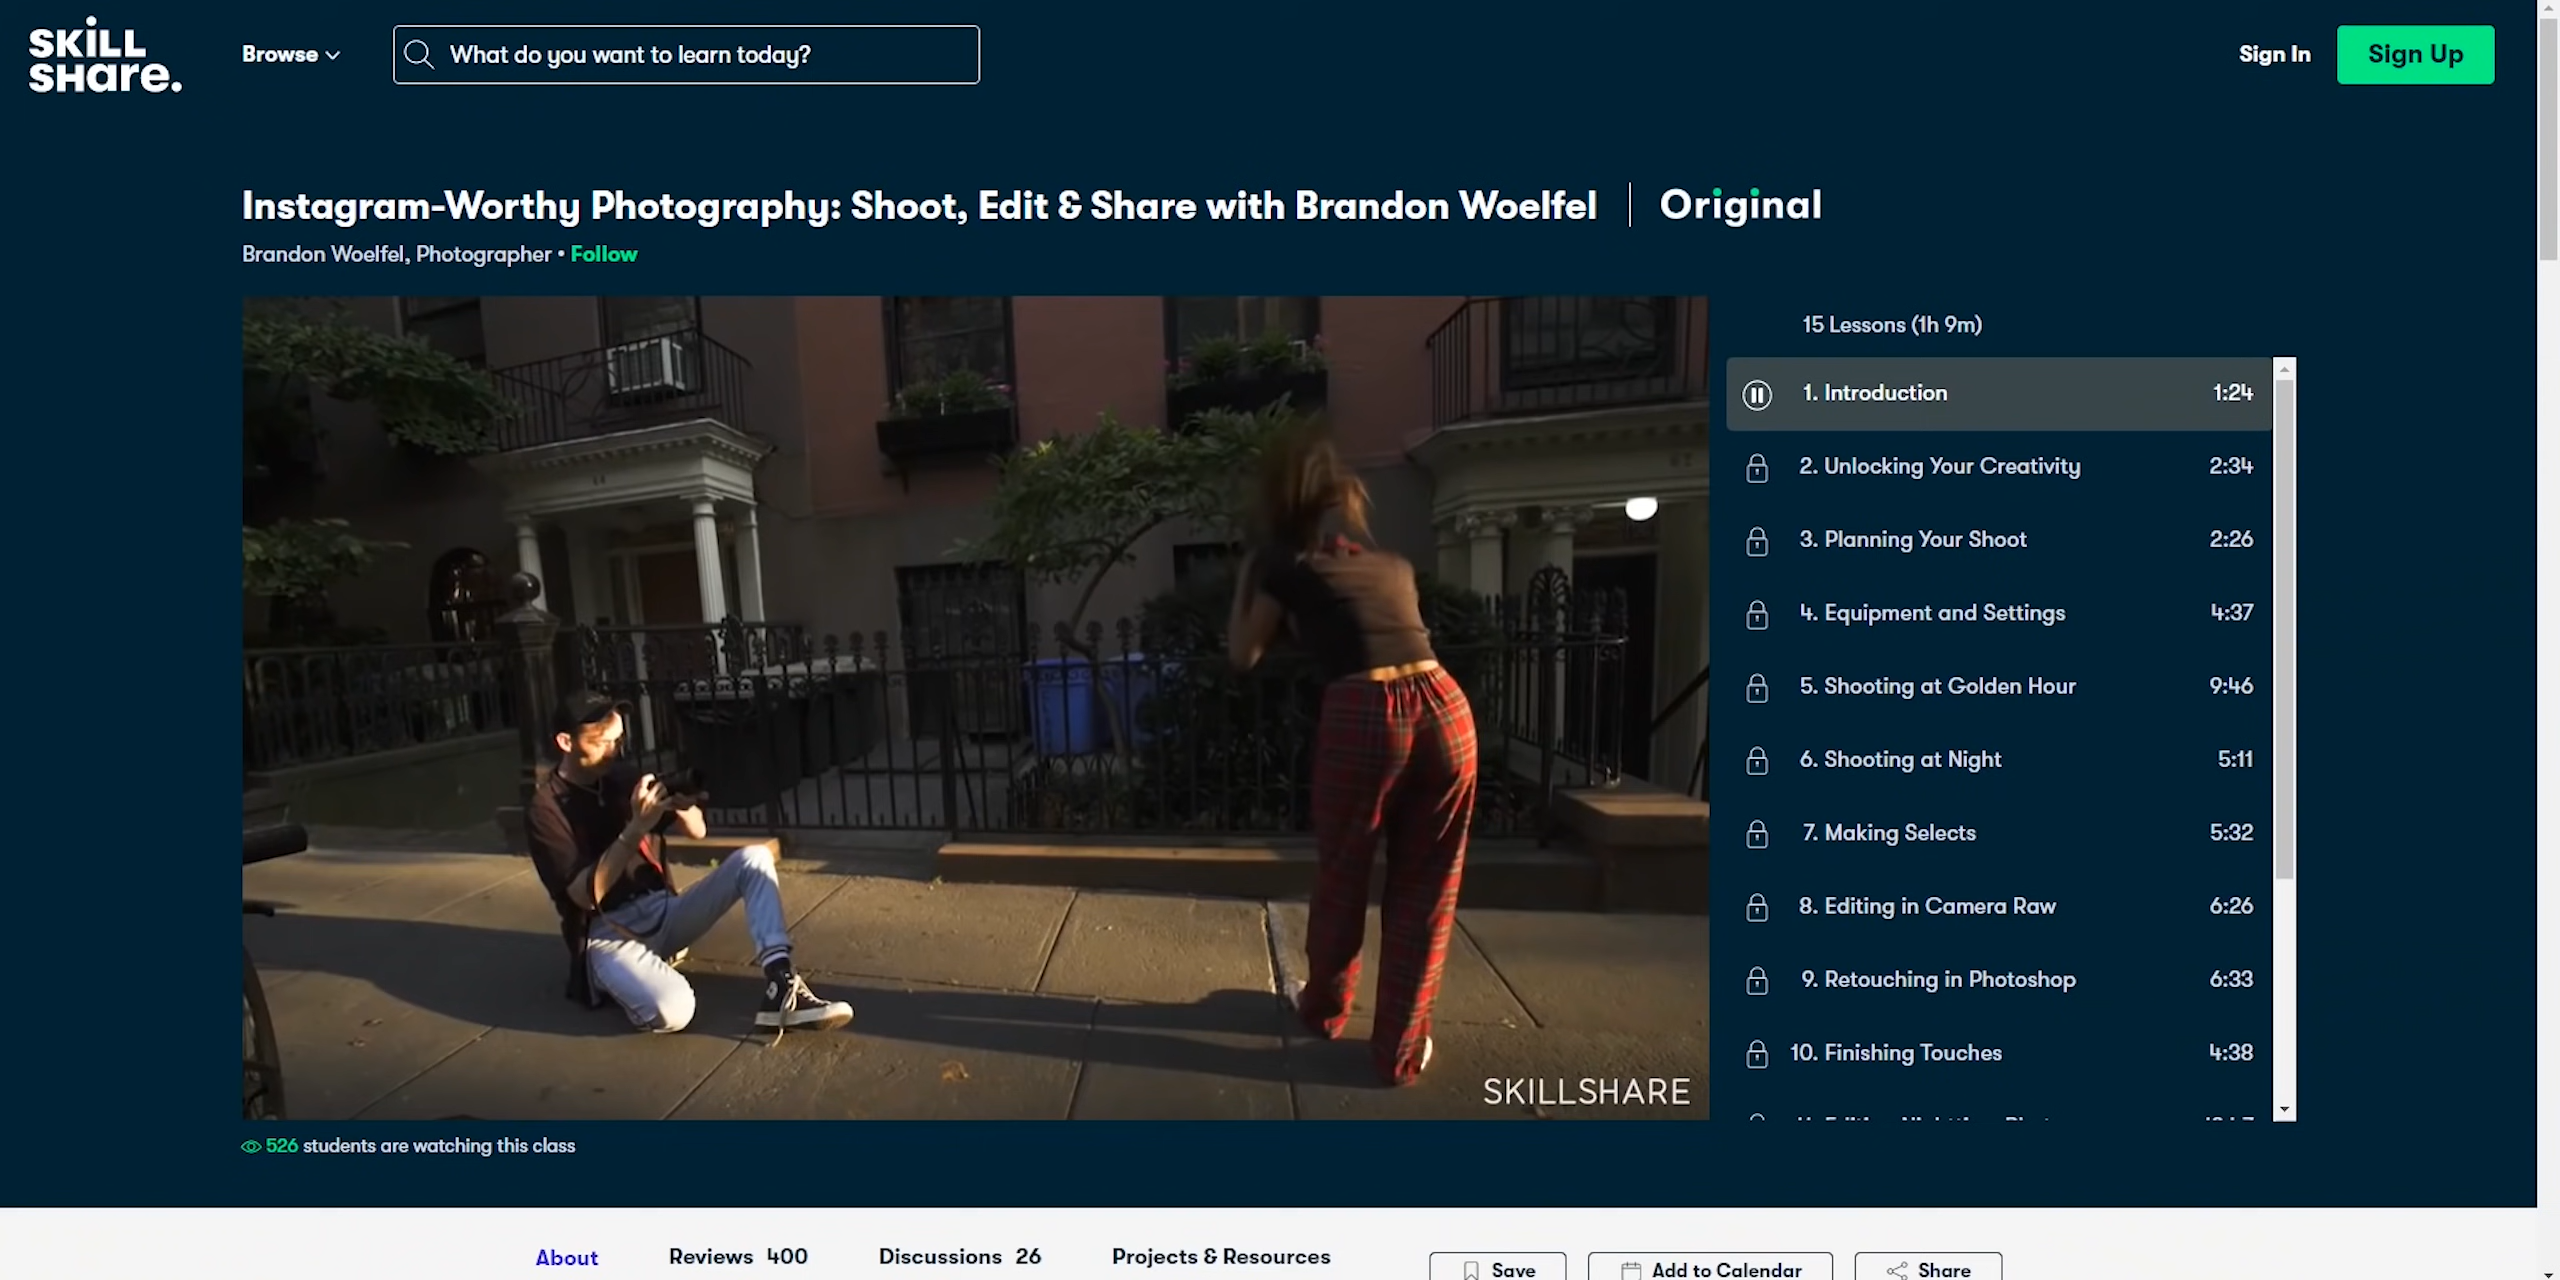 SKILL
SHARE.
Browse
What do you want to learn today?
Sign In
Sign Up
Instagram-Worthy Photography: Shoot, Edit & Share with Brandon Woelfel
Original
Brandon Woelfel, Photographer • Follow
15 Lessons (1h 9m)
1. Introduction 1:24
2. Unlocking Your Creativity 2:34
3. Planning Your Shoot 2:26
4. Equipment and Settings 4:37
5. Shooting at Golden Hour 9:46
6. Shooting at Night 5:11
7. Making Selects 5:32
8. Editing in Camera Raw 6:26
9. Retouching in Photoshop 6:33
10. Finishing Touches 4:38
SKILLSHARE
526 students are watching this class
About
Reviews 400
Discussions 26
Projects & Resources
Save
Add to Calendar
Share